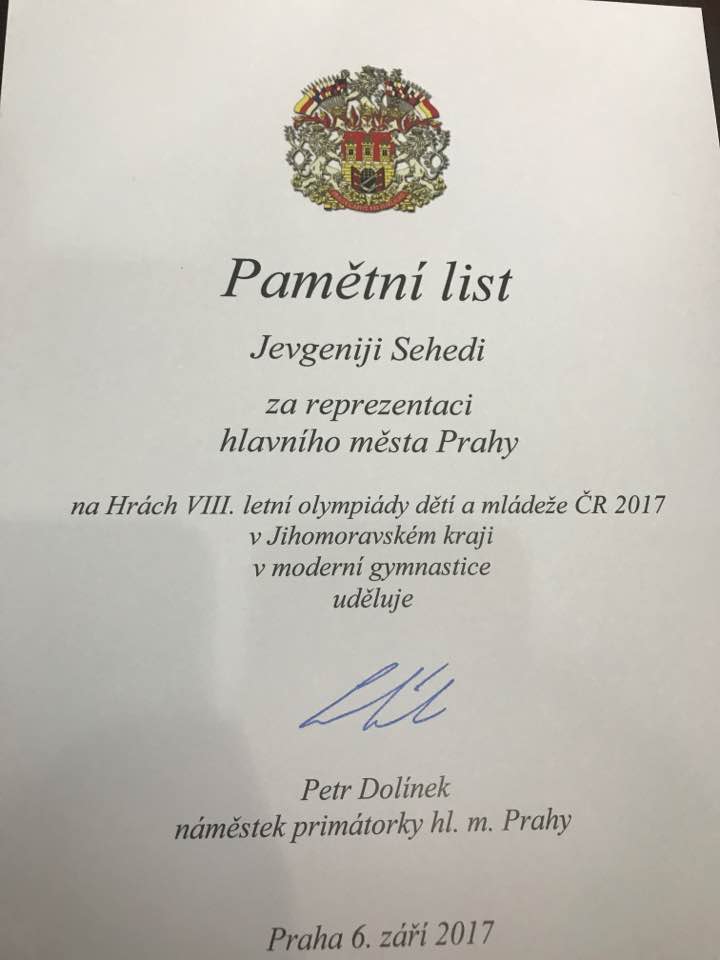 Pamětní list
Jevgeniji Sehedi
za reprezentaci
hlavního města Prahy
na Hrách VIII. letní olympiády dětí a mládeže ČR 2017
v Jihomoravském kraji
v moderní gymnastice
uděluje
Petr Dolínek
náměstek primátorky hl. m. Prahy
Praha 6. září 2017